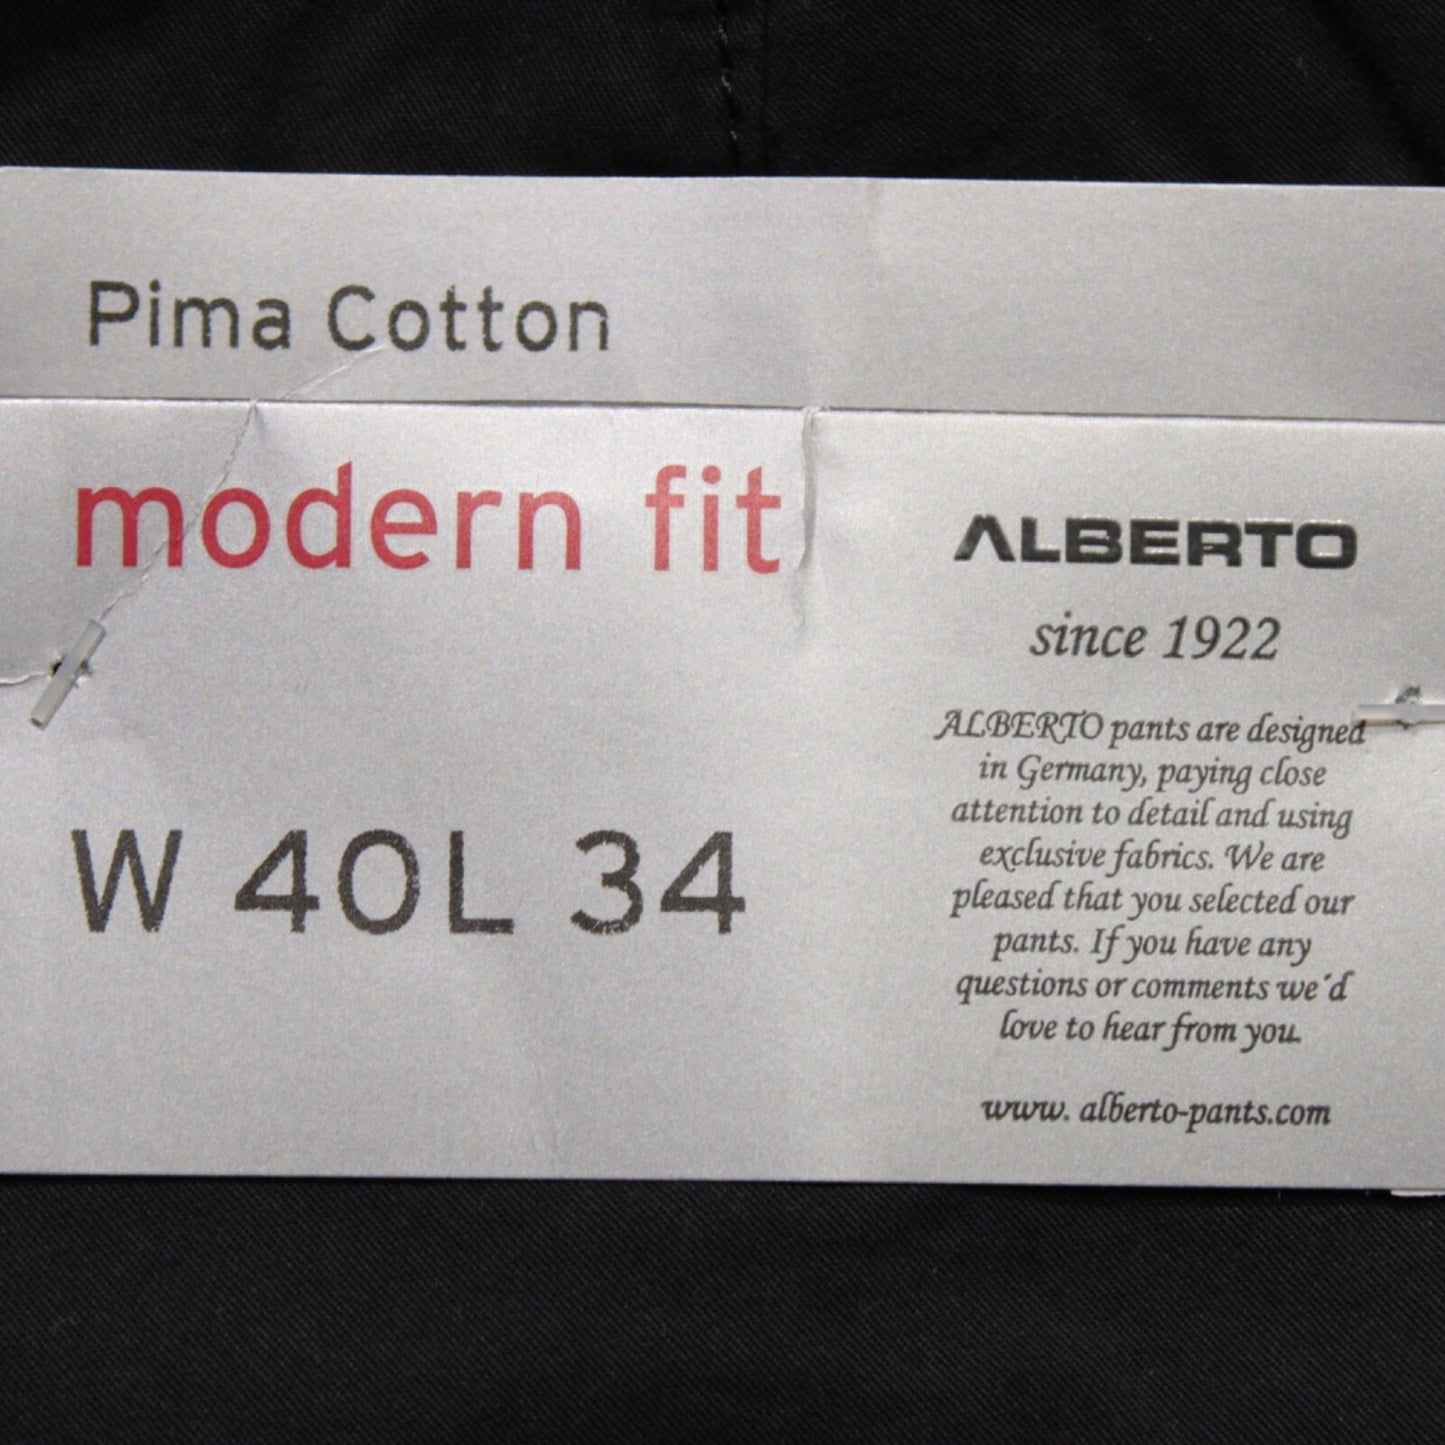 Pima Cotton
modern fit
W 40L 34
ALBERTO
since 1922
ALBERTO pants are designed
in Germany, paying close
attention to detail and using
exclusive fabrics. We are
pleased that you selected our
pants. If you have any
questions or comments we´d
love to hear from you.
www. alberto-pants.com